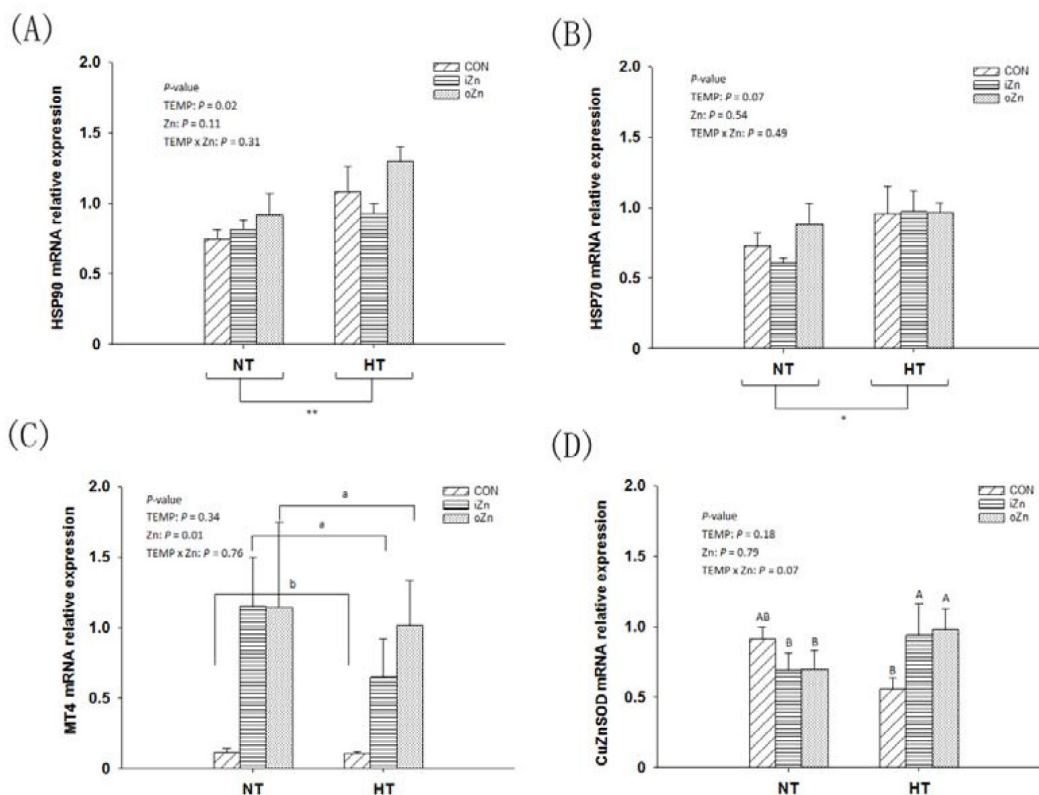 (A)
HSP90 mRNA relative expression
2.0
1.5
1.0
0.5
0
P-value
TEMP: P = 0.02
Zn: P = 0.11
TEMP x Zn: P = 0.31
CON
iZn
oZn
NT
HT
**
(B)
HSP70 mRNA relative expression
2.0
1.5
1.0
0.5
0
P-value
TEMP: P = 0.07
Zn: P = 0.54
TEMP x Zn: P = 0.49
CON
iZn
oZn
NT
HT
*
(C)
MT4 mRNA relative expression
2.0
1.5
1.0
0.5
0
P-value
TEMP: P = 0.34
Zn: P = 0.01
TEMP x Zn: P = 0.76
a
a
b
CON
iZn
oZn
NT
HT
(D)
CuZnSOD mRNA relative expression
2.0
1.5
1.0
0.5
0
P-value
TEMP: P = 0.18
Zn: P = 0.79
TEMP x Zn: P = 0.07
CON
iZn
oZn
AB
B
B
B
A
A
NT
HT